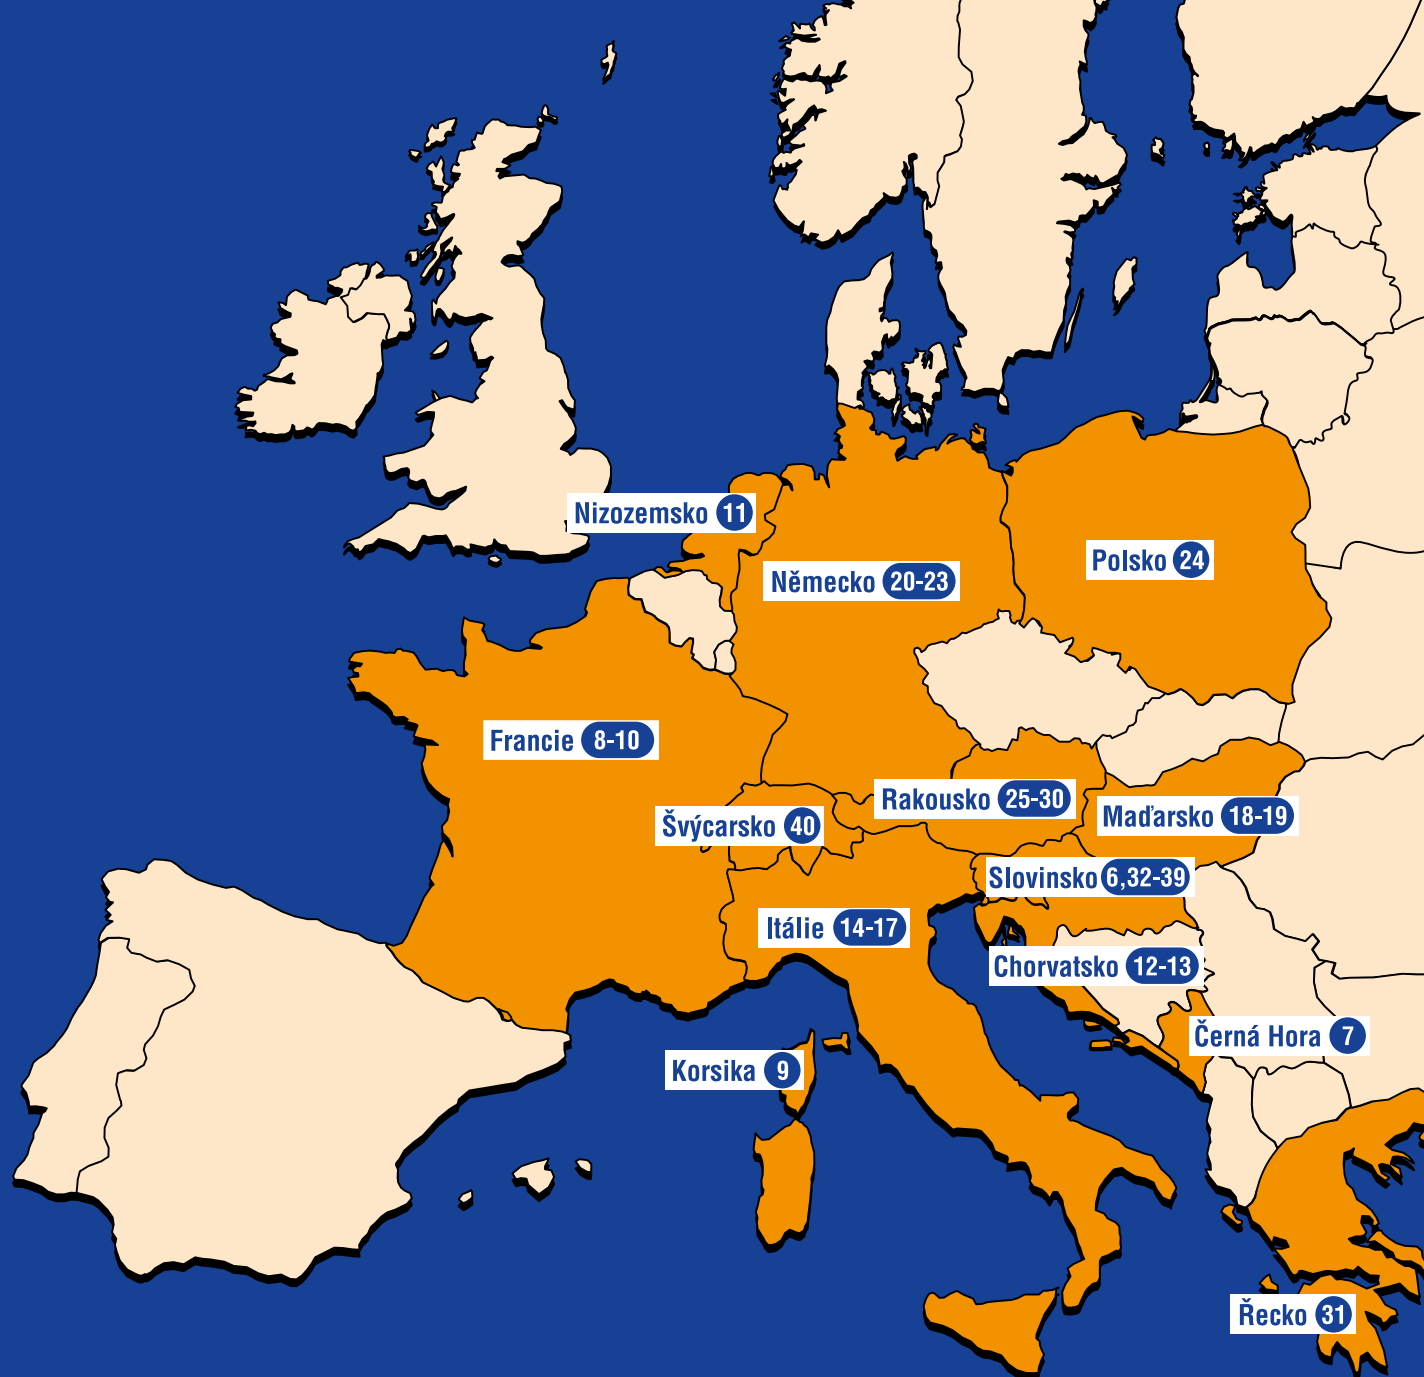 Nizozemsko 11
Polsko 24
Německo 20-23
Francie 8-10
Rakousko 25-30
Maďarsko 18-19
Švýcarsko 40
Slovinsko 6,32-39
Itálie 14-17
Chorvatsko 12-13
Černá Hora 7
Korsika 9
Řecko 31